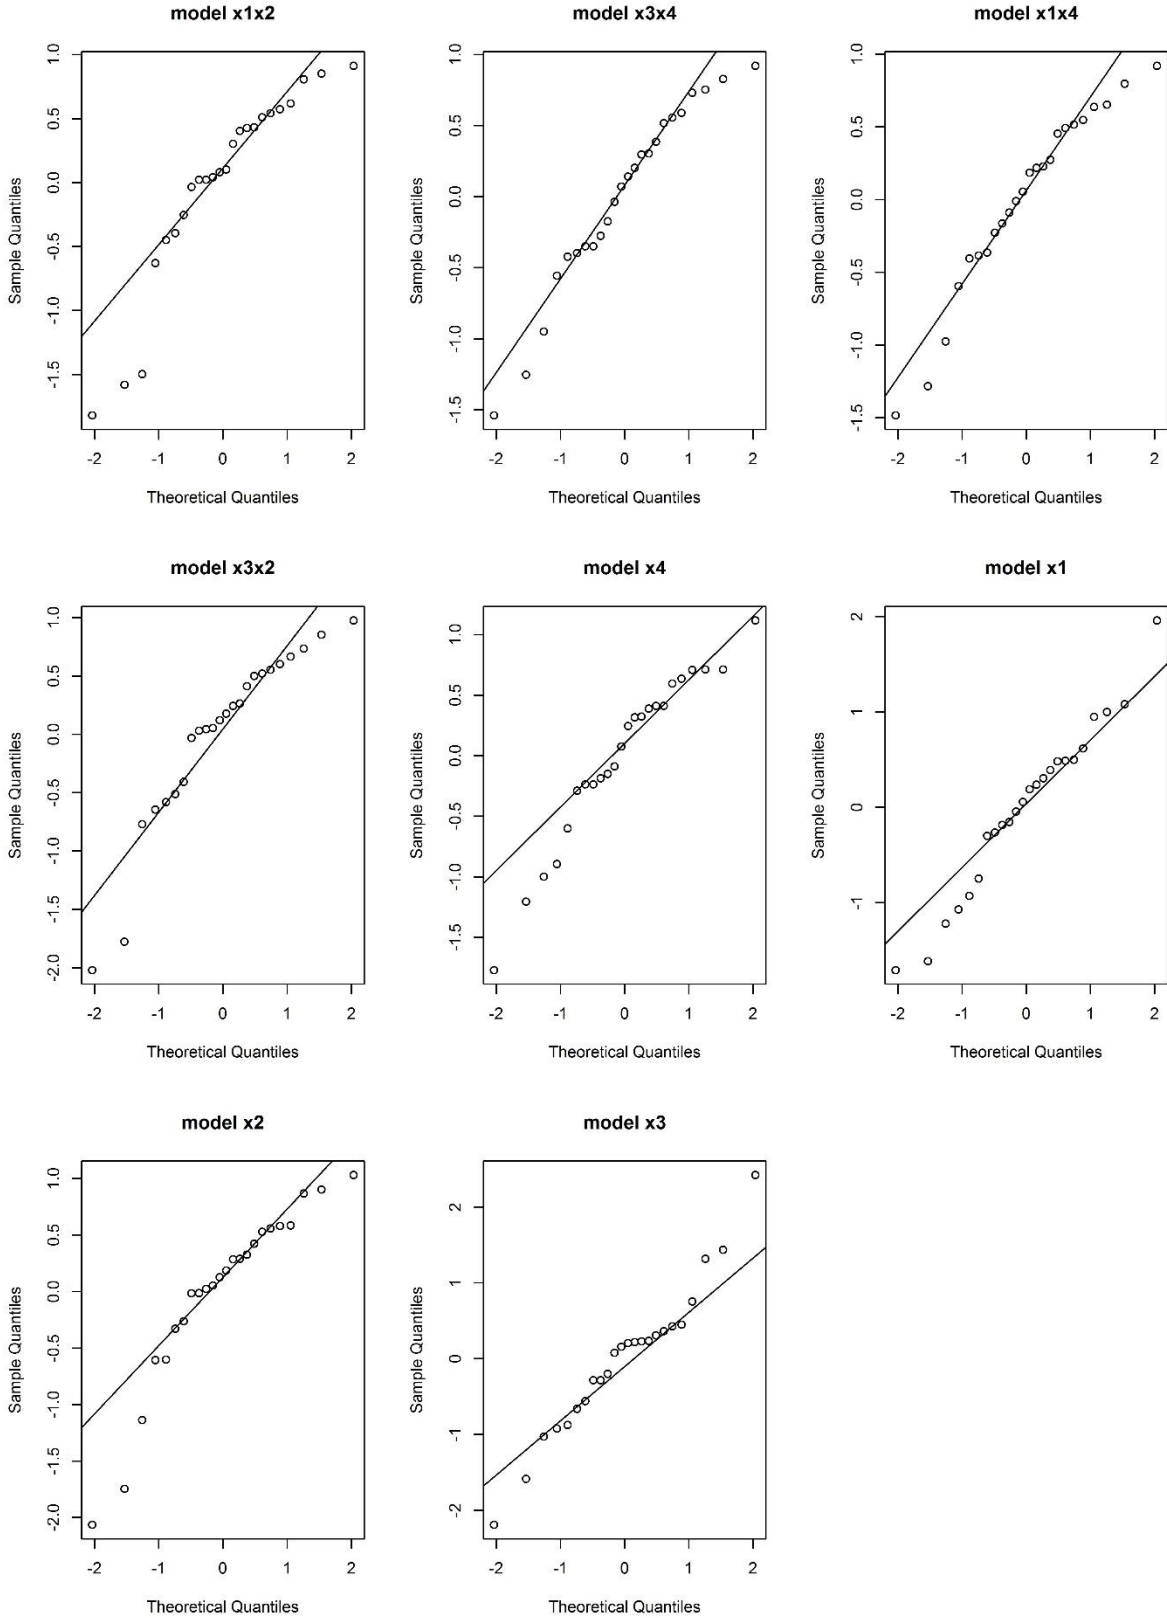 model x1x2
model x3x4
model x1x4
Sample Quantiles
1.0
0.5
0.0
-0.5
-1.0
-1.5
-2 -1 0 1 2
Theoretical Quantiles
Sample Quantiles
1.0
0.5
0.0
-0.5
-1.0
-1.5
-2 -1 0 1 2
Theoretical Quantiles
Sample Quantiles
1.0
0.5
0.0
-0.5
-1.0
-1.5
-2 -1 0 1 2
Theoretical Quantiles
model x3x2
model x4
model x1
Sample Quantiles
1.0
0.5
0.0
-0.5
-1.0
-1.5
-2.0
-2 -1 0 1 2
Theoretical Quantiles
Sample Quantiles
1.0
0.5
0.0
-0.5
-1.0
-1.5
-2 -1 0 1 2
Theoretical Quantiles
Sample Quantiles
2
1
0
-1
-2 -1 0 1 2
Theoretical Quantiles
model x2
model x3
Sample Quantiles
1.0
0.5
0.0
-0.5
-1.0
-1.5
-2.0
-2 -1 0 1 2
Theoretical Quantiles
Sample Quantiles
2
1
0
-1
-2
-2 -1 0 1 2
Theoretical Quantiles